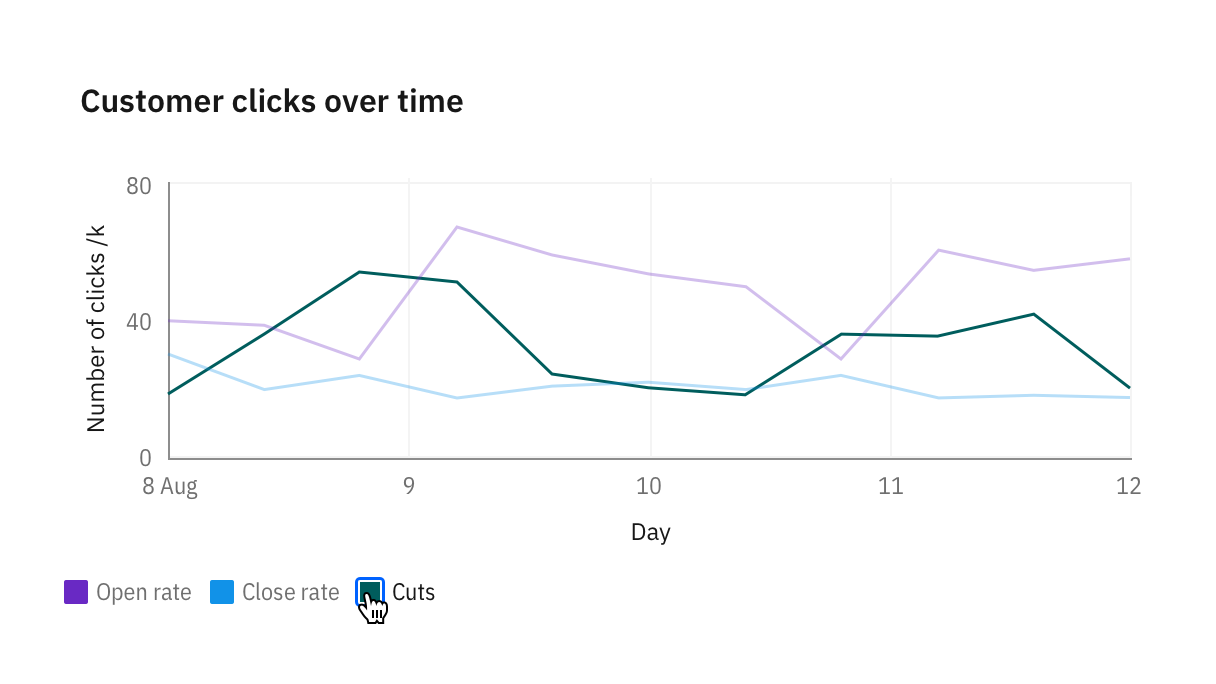 Customer clicks over time
80
40
0
Number of clicks /k
8 Aug 9 10 11 12
Day
Open rate Close rate Cuts